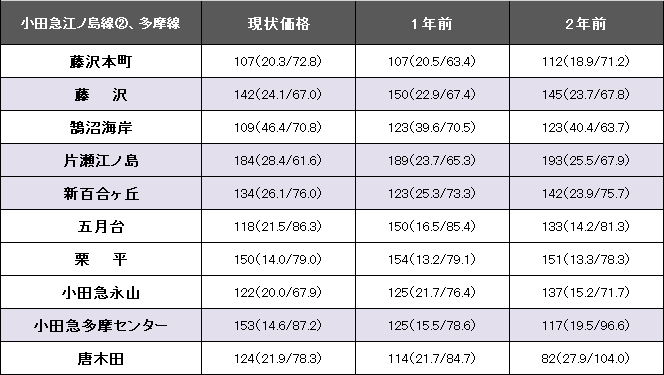 小田急江ノ島線②、多摩線 現状価格 1年前 2年前
藤沢本町 107(20.3/72.8) 107(20.5/63.4) 112(18.9/71.2)
藤 沢 142(24.1/67.0) 150(22.9/67.4) 145(23.7/67.8)
鵠沼海岸 109(46.4/70.8) 123(39.6/70.5) 123(40.4/63.7)
片瀬江ノ島 184(28.4/61.6) 189(23.7/65.3) 193(25.5/67.9)
新百合ヶ丘 134(26.1/76.0) 123(25.3/73.3) 142(23.9/75.7)
五月台 118(21.5/86.3) 150(16.5/85.4) 133(14.2/81.3)
栗 平 150(14.0/79.0) 154(13.2/79.1) 151(13.3/78.3)
小田急永山 122(20.0/67.9) 125(21.7/76.4) 137(15.2/71.7)
小田急多摩センター 153(14.6/87.2) 125(15.5/78.6) 117(19.5/96.6)
唐木田 124(21.9/78.3) 114(21.7/84.7) 82(27.9/104.0)